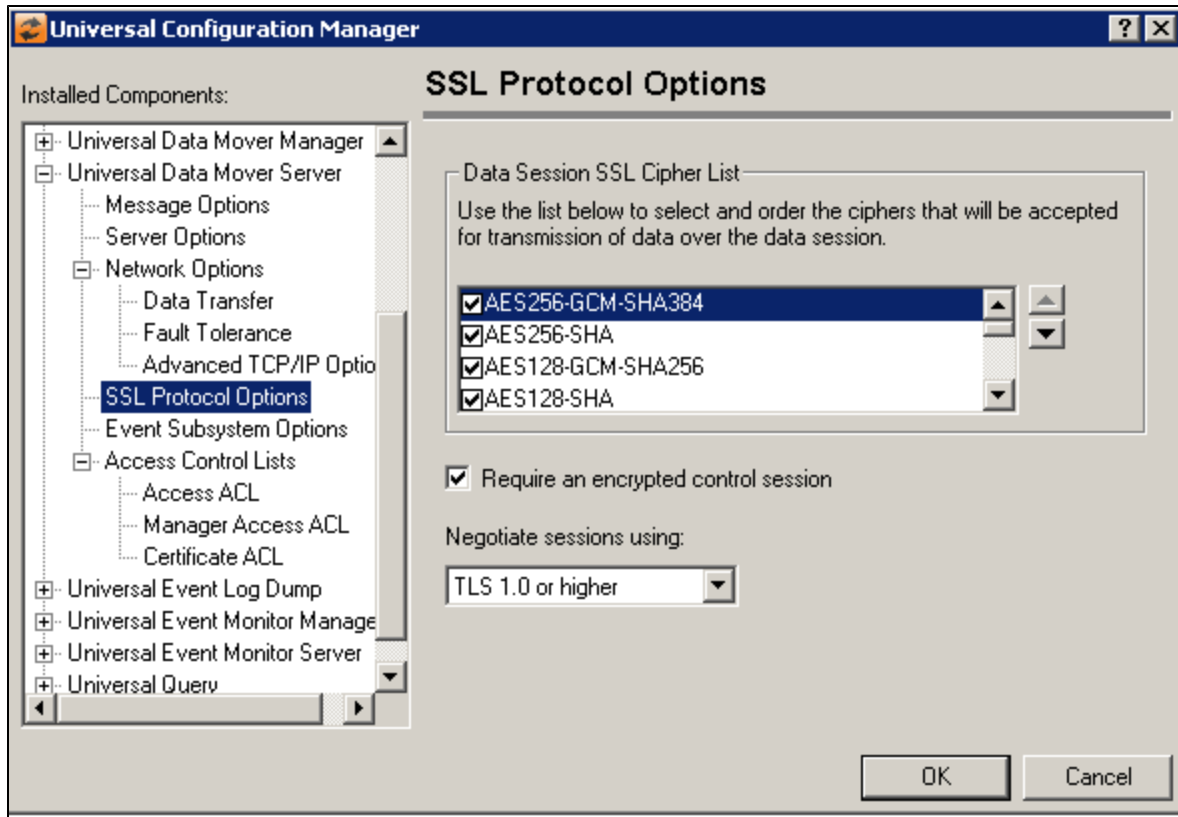 Universal Configuration Manager
Installed Components:
Universal Data Mover Manager
Universal Data Mover Server
Message Options
Server Options
Network Options
Data Transfer
Fault Tolerance
Advanced TCP/IP Optio
SSL Protocol Options
Event Subsystem Options
Access Control Lists
Access ACL
Manager Access ACL
Certificate ACL
Universal Event Log Dump
Universal Event Monitor Manage
Universal Event Monitor Server
Universal Query
SSL Protocol Options
Data Session SSL Cipher List
Use the list below to select and order the ciphers that will be accepted
for transmission of data over the data session.
AES256-GCM-SHA384
AES256-SHA
AES128-GCM-SHA256
AES128-SHA
Require an encrypted control session
Negotiate sessions using:
TLS 1.0 or higher
OK
Cancel